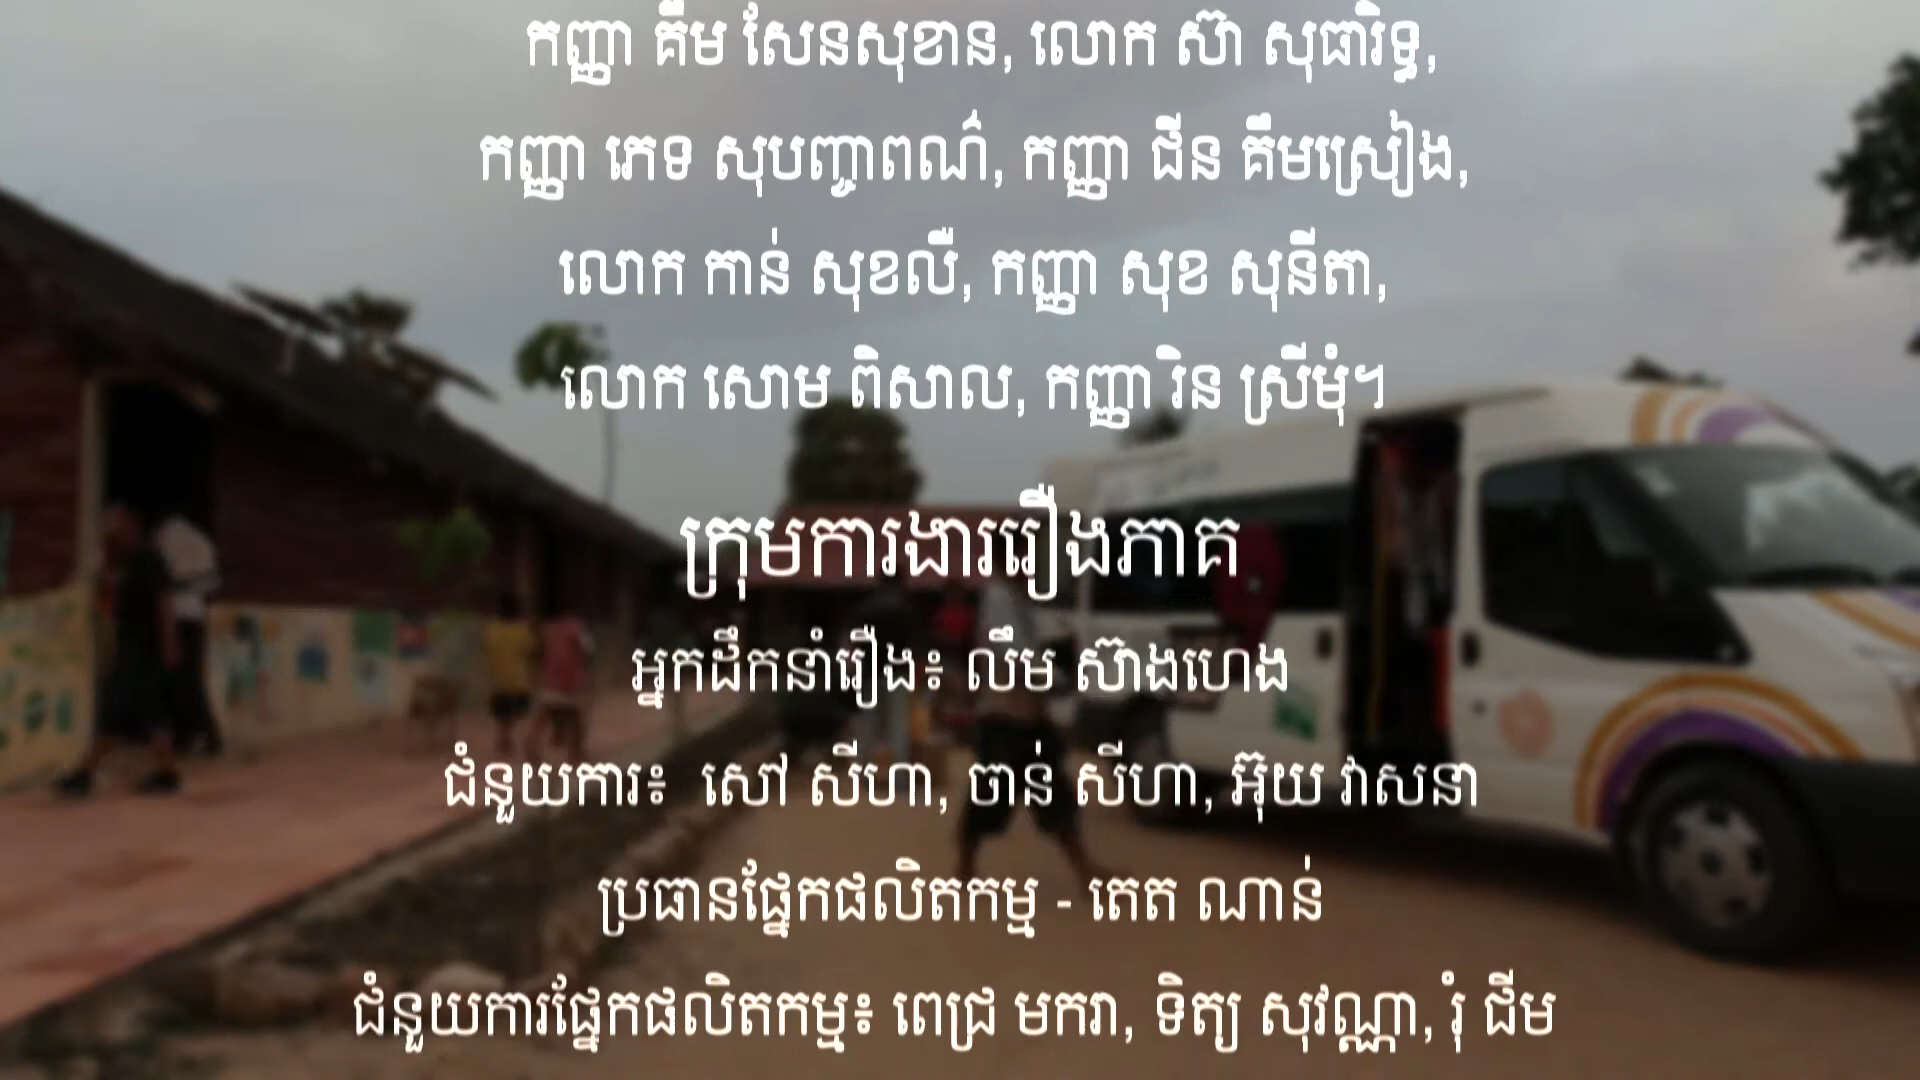 កញ្ញា គឹម សែនសុខាន, លោក ស៊ា សុធារិទ្ធ,
កញ្ញា ភេទ សុបញ្ចាពណ៌, កញ្ញា ជីន គឹមស្រៀង,
លោក កាន់ សុខលី, កញ្ញា សុខ សុនីតា,
លោក សោម ពិសាល, កញ្ញា រិន ស្រីមុំ។
ក្រុមការងាររឿងភាគ
អ្នកដឹកនាំរឿង៖ លឹម ស៊ាងហេង
ជំនួយការ៖ សៅ សីហា, ចាន់ សីហា, អ៊ុយ វាសនា
ប្រធានផ្នែកផលិតកម្ម - តេត ណាន់
ជំនួយការផ្នែកផលិតកម្ម៖ ពេជ្រ មករា, ទិត្យ សុវណ្ណា, រុំ ជីម